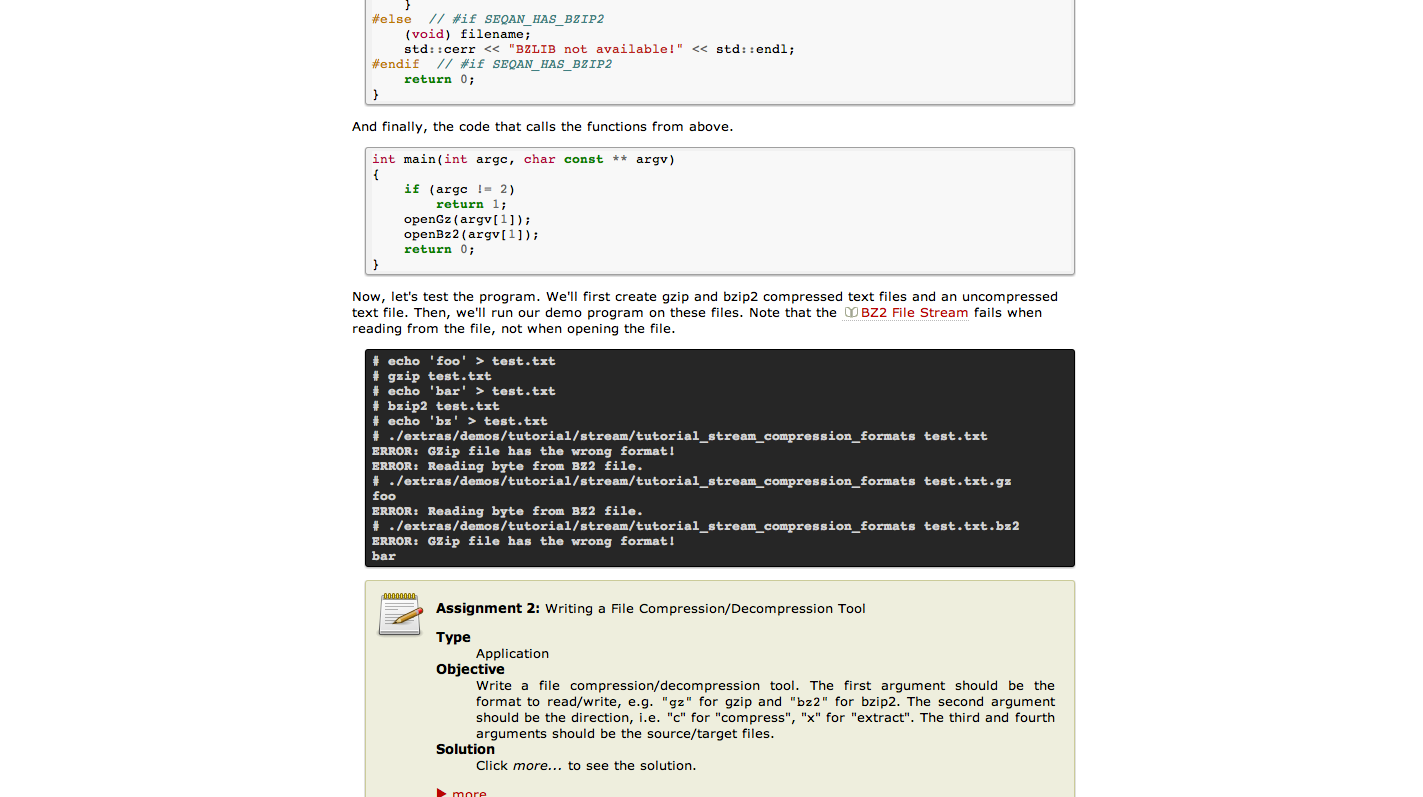 }
#else  // #if SEQAN_HAS_BZIP2
    (void) filename;
    std::cerr << "BZLIB not available!" << std::endl;
#endif  // #if SEQAN_HAS_BZIP2
    return 0;
}
And finally, the code that calls the functions from above.
int main(int argc, char const ** argv)
{
    if (argc != 2)
        return 1;
    openGz(argv[1]);
    openBz2(argv[1]);
    return 0;
}
Now, let's test the program. We'll first create gzip and bzip2 compressed text files and an uncompressed
text file. Then, we'll run our demo program on these files. Note that the BZ2 File Stream fails when
reading from the file, not when opening the file.
# echo 'foo' > test.txt
# gzip test.txt
# echo 'bar' > test.txt
# bzip2 test.txt
# echo 'bz' > test.txt
# ./extras/demos/tutorial/stream/tutorial_stream_compression_formats test.txt
ERROR: GZip file has the wrong format!
ERROR: Reading byte from BZ2 file.
# ./extras/demos/tutorial/stream/tutorial_stream_compression_formats test.txt.gz
foo
ERROR: Reading byte from BZ2 file.
# ./extras/demos/tutorial/stream/tutorial_stream_compression_formats test.txt.bz2
ERROR: GZip file has the wrong format!
bar
Assignment 2: Writing a File Compression/Decompression Tool
Type
Application
Objective
Write a file compression/decompression tool. The first argument should be the
format to read/write, e.g. "gz" for gzip and "bz2" for bzip2. The second argument
should be the direction, i.e. "c" for "compress", "x" for "extract". The third and fourth
arguments should be the source/target files.
Solution
Click more... to see the solution.
more